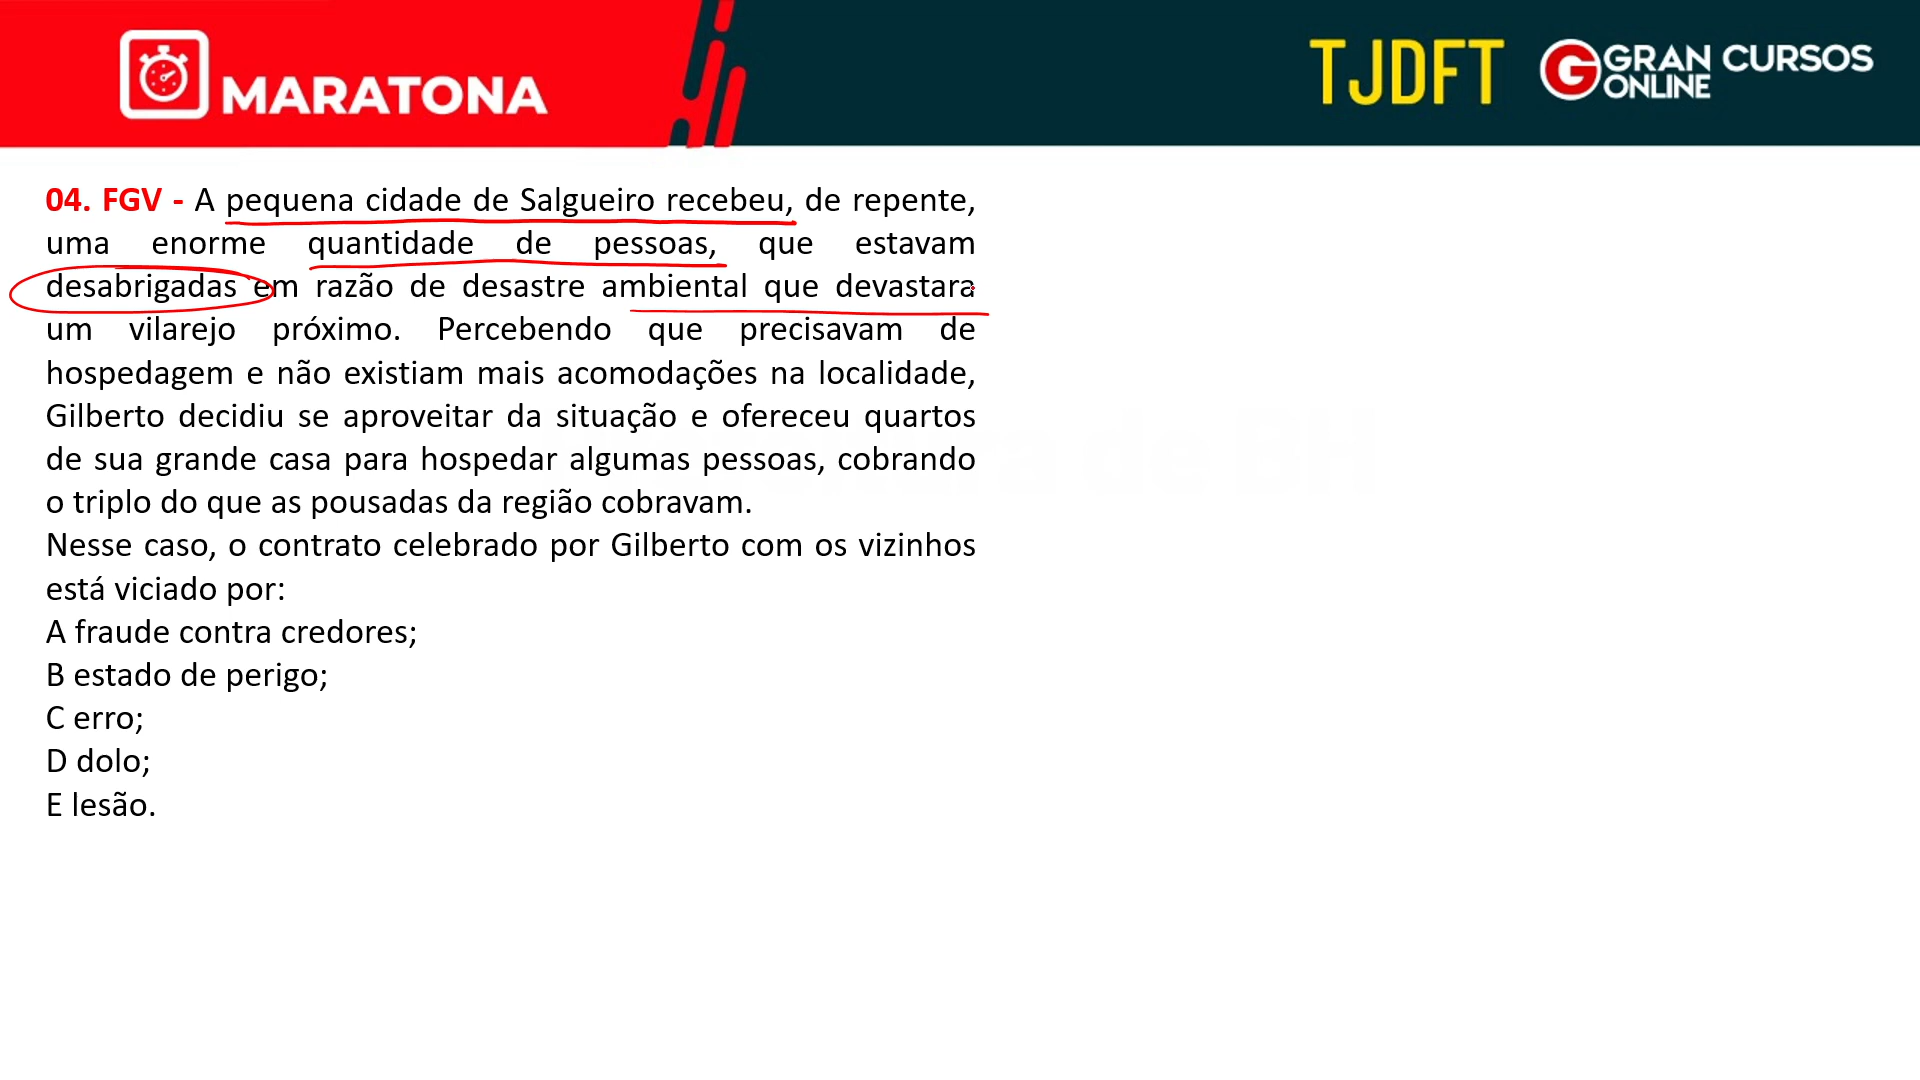 MARATONA
TJDFT
GRAN CURSOS
ONLINE
04. FGV - A pequena cidade de Salgueiro recebeu, de repente,
uma enorme quantidade de pessoas, que estavam
desabrigadas em razão de desastre ambiental que devastara
um vilarejo próximo. Percebendo que precisavam de
hospedagem e não existiam mais acomodações na localidade,
Gilberto decidiu se aproveitar da situação e ofereceu quartos
de sua grande casa para hospedar algumas pessoas, cobrando
o triplo do que as pousadas da região cobravam.
Nesse caso, o contrato celebrado por Gilberto com os vizinhos
está viciado por:
A fraude contra credores;
B estado de perigo;
C erro;
D dolo;
E lesão.